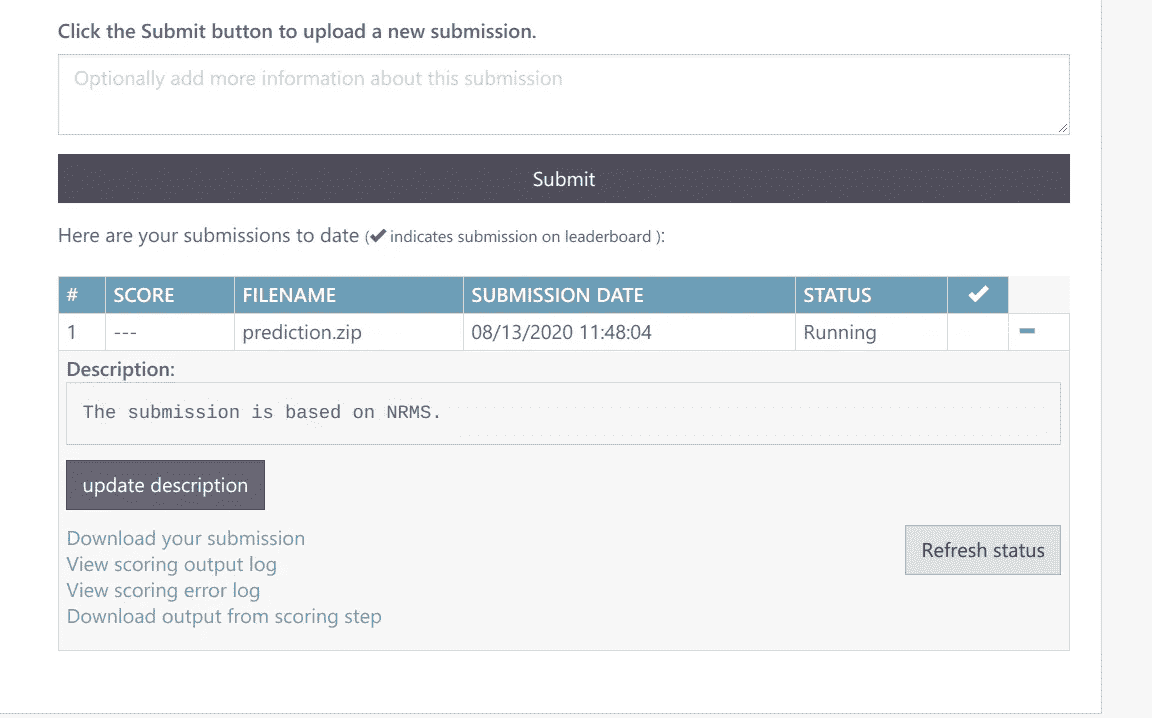 Click the Submit button to upload a new submission.
Optionally add more information about this submission
Submit
Here are your submissions to date (✔ indicates submission on leaderboard ):
# SCORE FILENAME SUBMISSION DATE STATUS ✔
1 --- prediction.zip 08/13/2020 11:48:04 Running
Description:
The submission is based on NRMS.
update description
Download your submission
View scoring output log
Refresh status
View scoring error log
Download output from scoring step